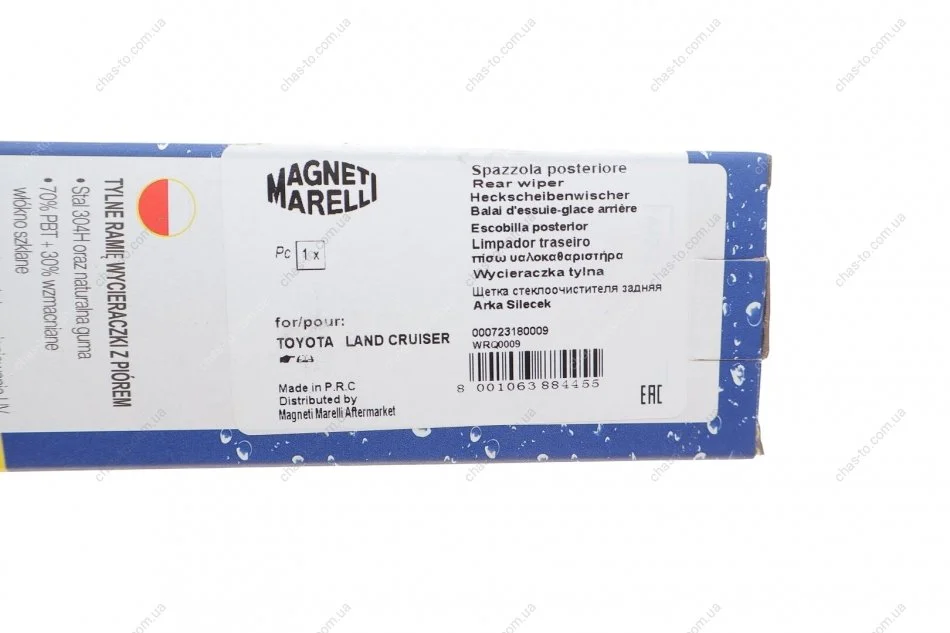 MAGNETI
MARELLI
Pc 1 x
for/pour:
TOYOTA LAND CRUISER
Made in P.R.C
Distributed by
Magneti Marelli Aftermarket
Spazzola posteriore
Rear wiper
Heckscheibenwischer
Balai d'essuie-glace arrière
Escobilla posterior
Limpador traseiro
πίσω υαλοκαθαριστήρα
Wycieraczka tylna
Щетка стеклоочистителя задняя
Arka Silecek
000723180009
WRQ0009
8 001063 884455
EAC
TYLNE RAMIĘ WYCIERACZKI Z PIÓREM
• Stal 304H oraz naturalna guma
• 70% PBT + 30% wzmacniane
włókno szklane
chas-to.com.ua